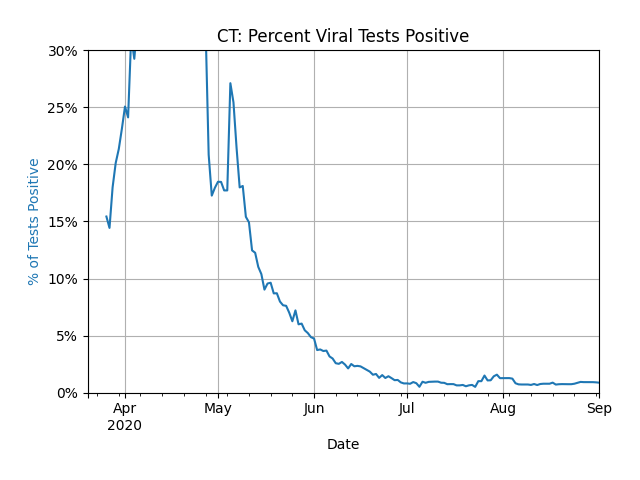 CT: Percent Viral Tests Positive
30%
25%
20%
15%
10%
5%
0%
% of Tests Positive
Apr
2020
May
Jun
Jul
Aug
Sep
Date